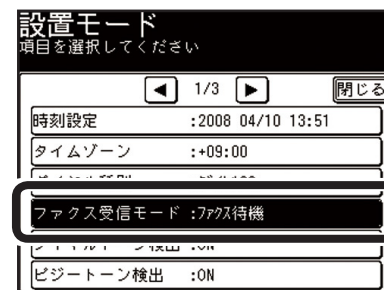 設置モード
項目を選択してください
◀ 1/3 ▶ 閉じる
時刻設定 :2008 04/10 13:51
タイムゾーン :+09:00
ファクス受信モード :ファクス待機
ビジートーン検出 :ON